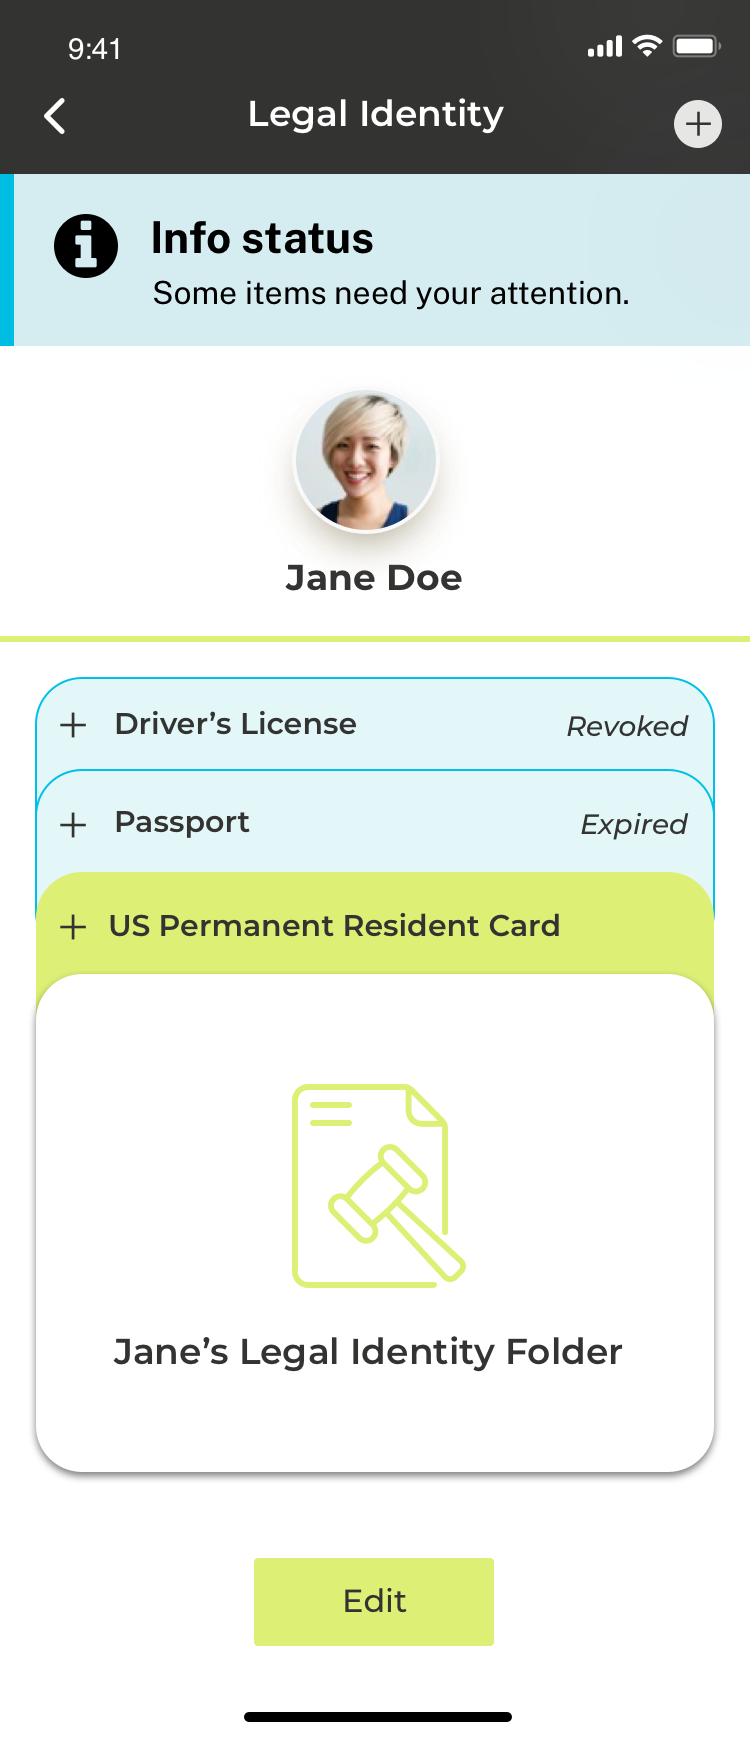 9:41
Legal Identity
Info status
Some items need your attention.
Jane Doe
Driver’s License
Revoked
Passport
Expired
US Permanent Resident Card
Jane’s Legal Identity Folder
Edit